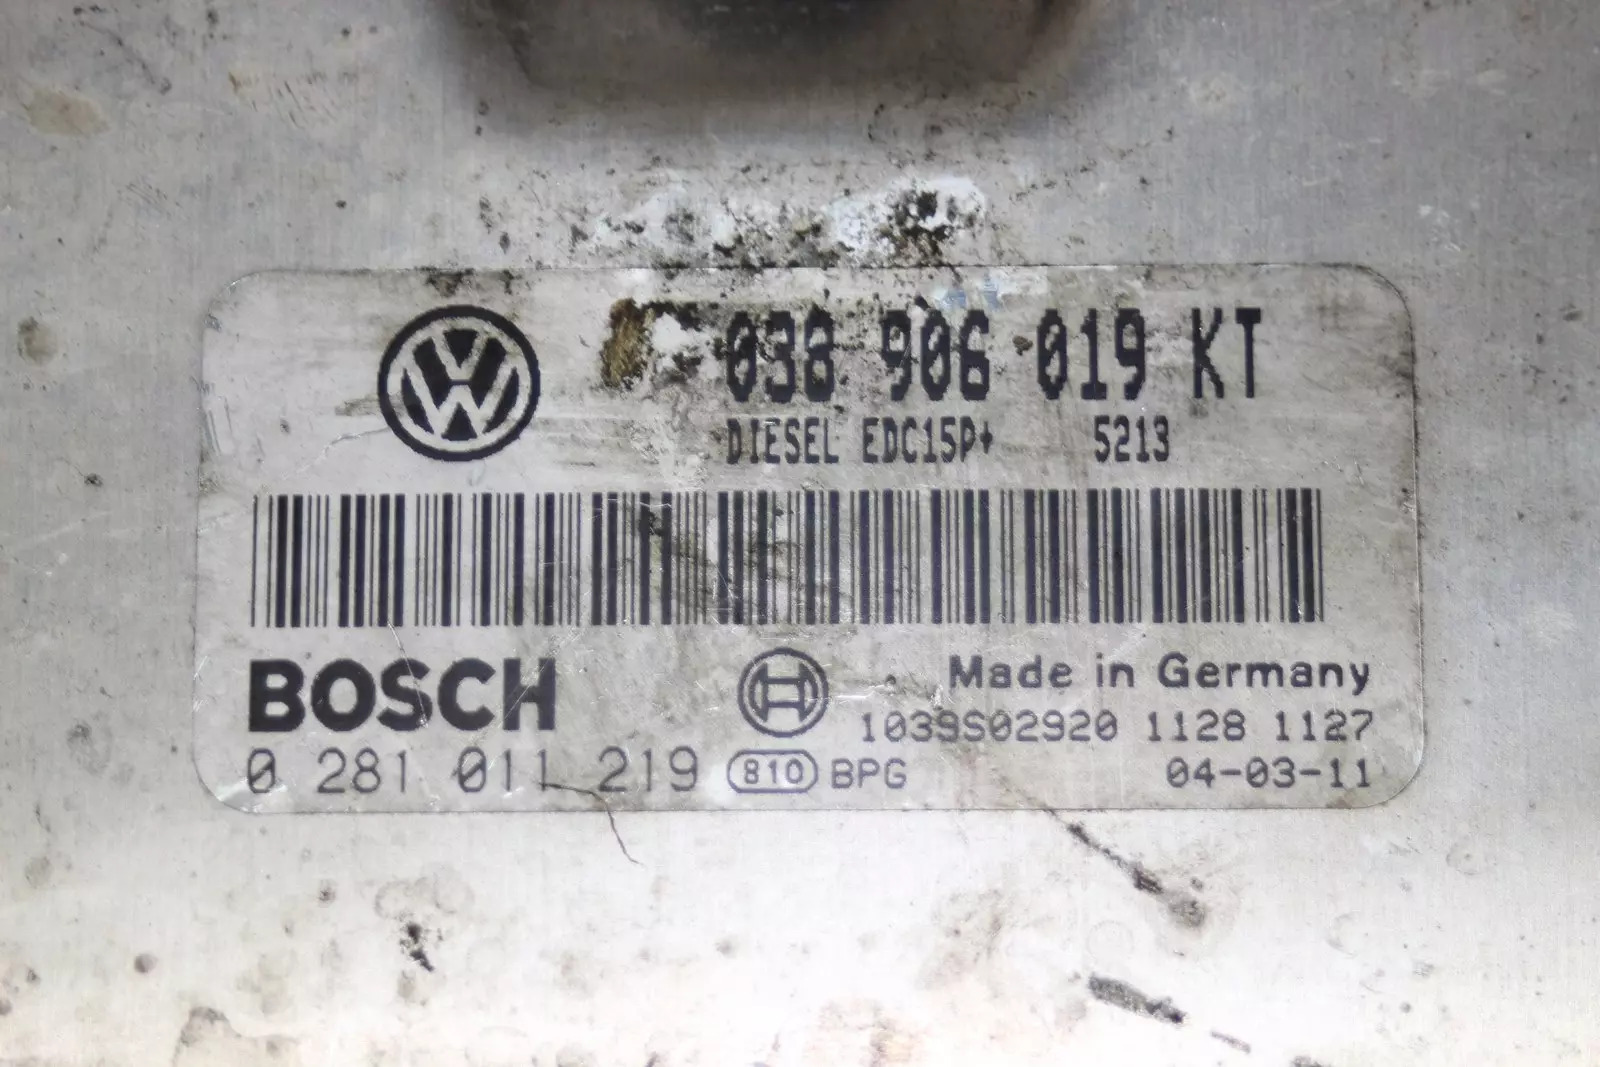 038 906 019 KT
DIESEL EDC15P+ 5213
BOSCH
Made in Germany
1039S02920 1128 1127
0 281 011 219 810 BPG 04-03-11